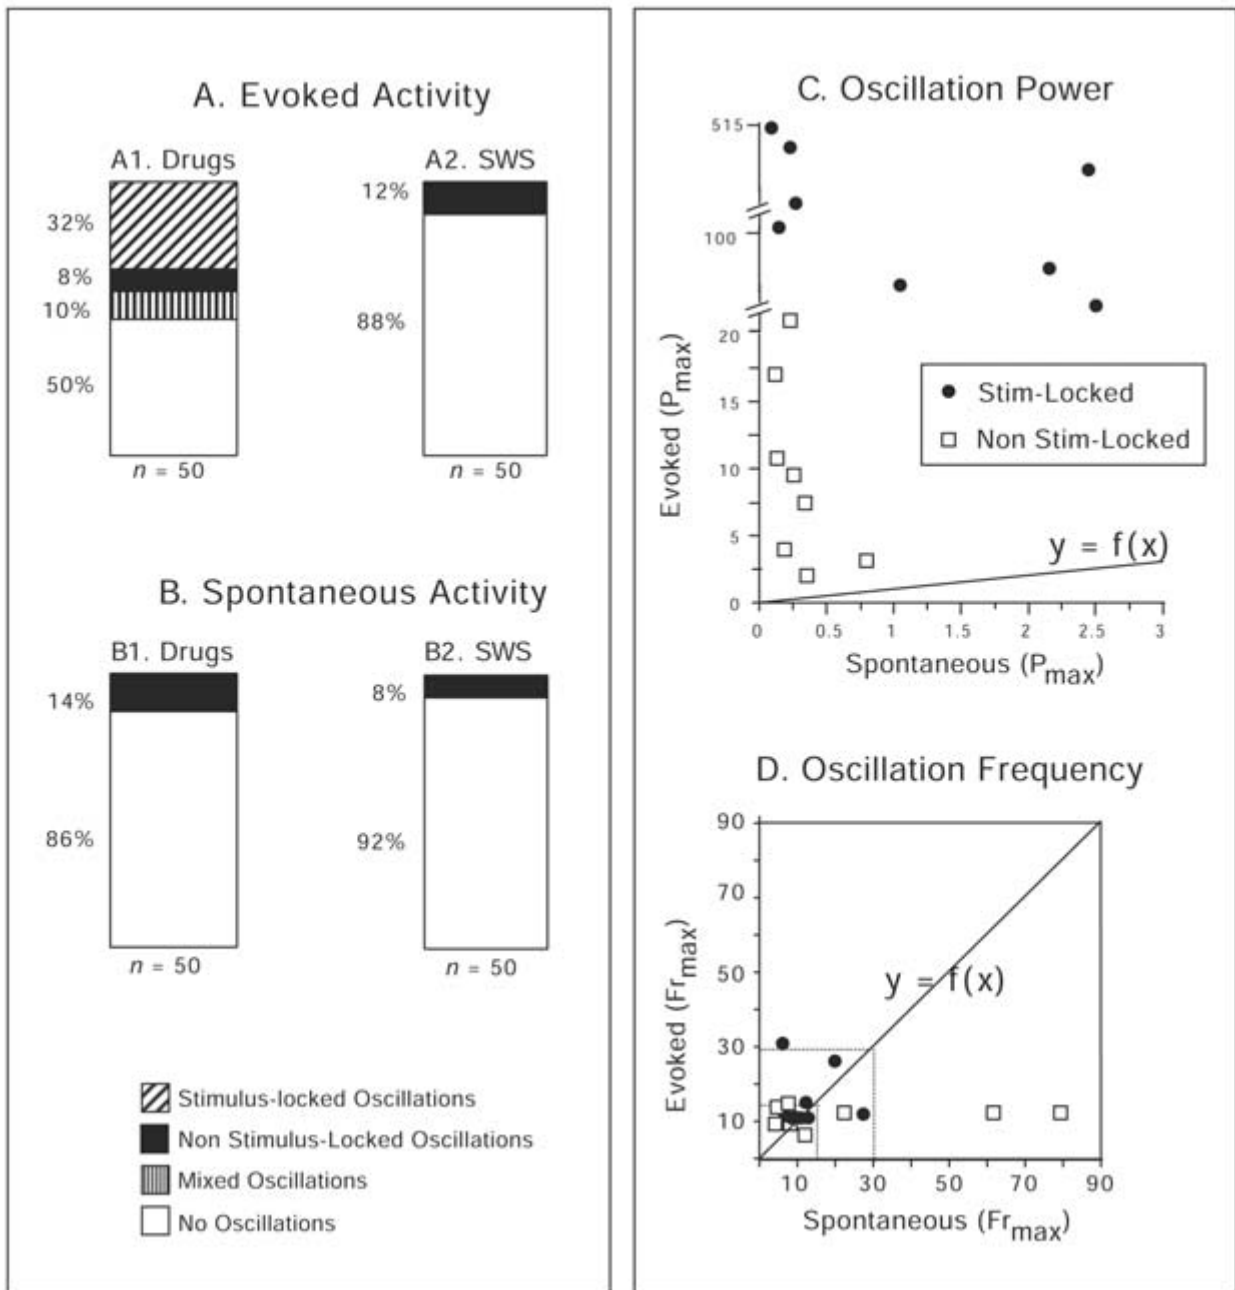 A. Evoked Activity
A1. Drugs
32%
8%
10%
50%
n = 50
A2. SWS
12%
88%
n = 50
B. Spontaneous Activity
B1. Drugs
14%
86%
n = 50
B2. SWS
8%
92%
n = 50
Stimulus-locked Oscillations
Non Stimulus-Locked Oscillations
Mixed Oscillations
No Oscillations
C. Oscillation Power
515
100
20
15
10
5
0
Evoked (Pmax)
Stim-Locked
Non Stim-Locked
y = f(x)
0 0.5 1 1.5 2 2.5 3
Spontaneous (Pmax)
D. Oscillation Frequency
90
70
50
30
10
Evoked (Frmax)
y = f(x)
10 30 50 70 90
Spontaneous (Frmax)